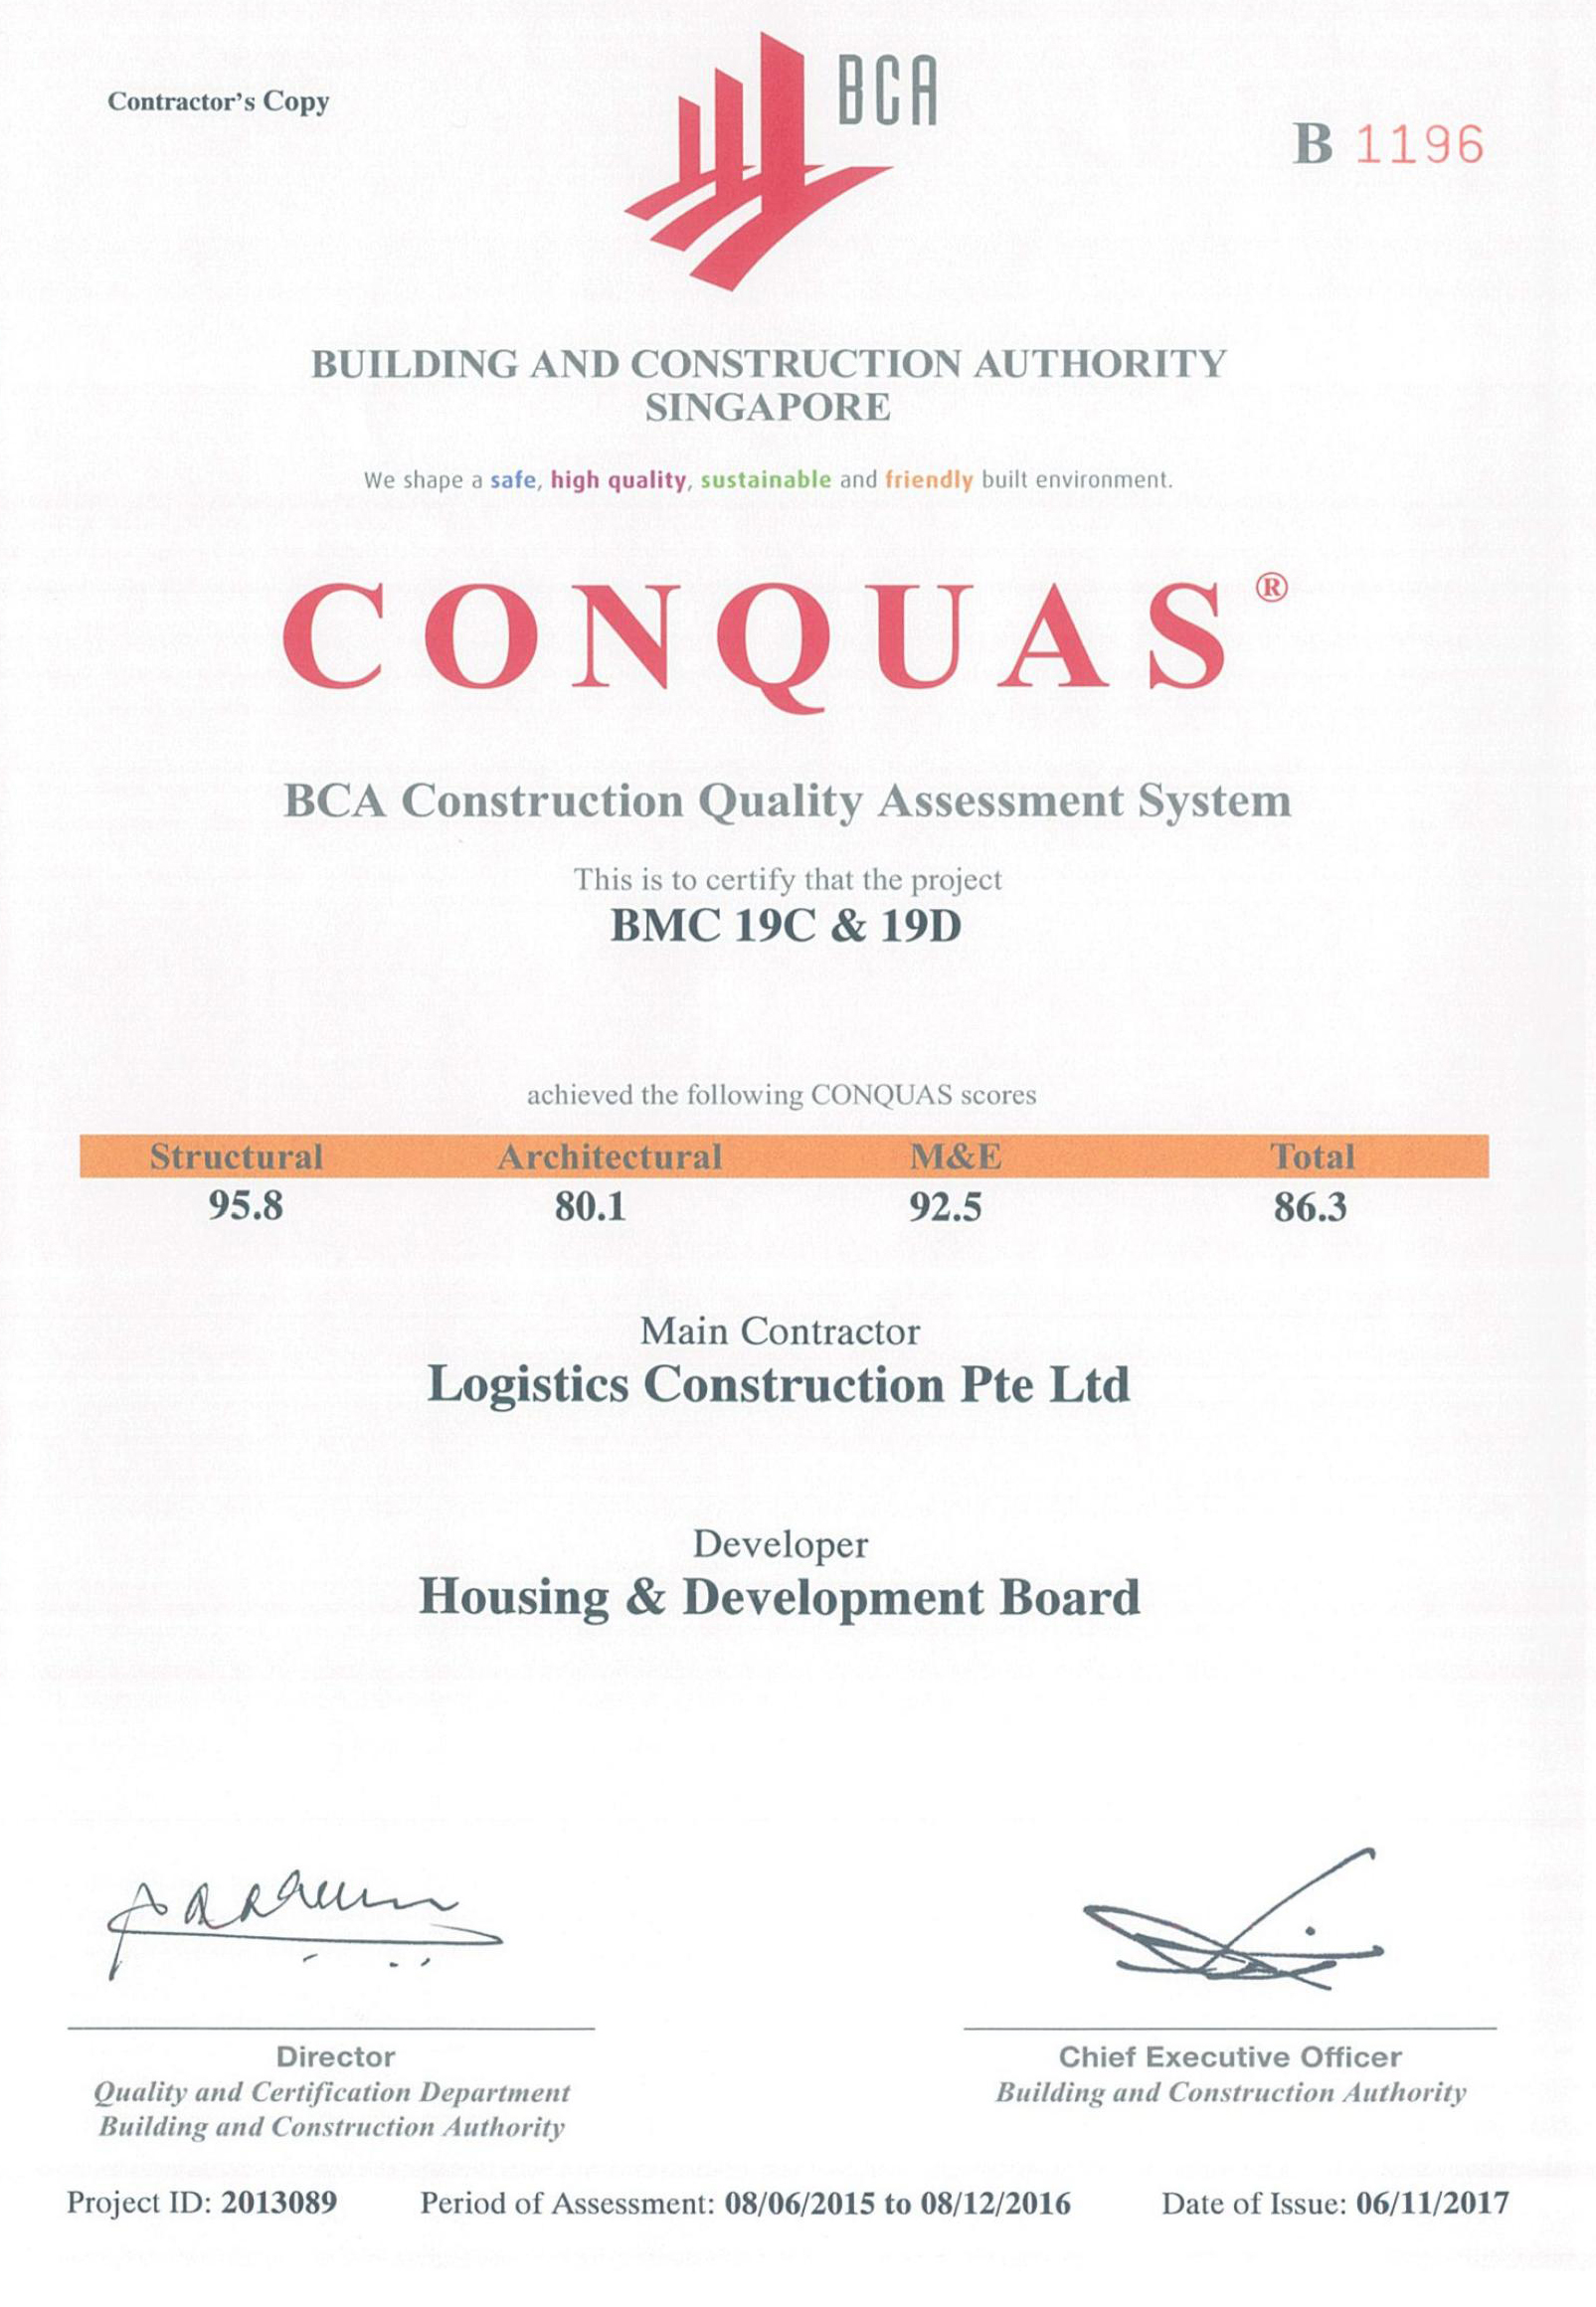 Contractor's Copy
BCA
B 1196
BUILDING AND CONSTRUCTION AUTHORITY
SINGAPORE
We shape a safe, high quality, sustainable and friendly built environment.
CONQUAS®
BCA Construction Quality Assessment System
This is to certify that the project
BMC 19C & 19D
achieved the following CONQUAS scores
Structural Architectural M&E Total
95.8 80.1 92.5 86.3
Main Contractor
Logistics Construction Pte Ltd
Developer
Housing & Development Board
Director
Quality and Certification Department
Building and Construction Authority
Chief Executive Officer
Building and Construction Authority
Project ID: 2013089 Period of Assessment: 08/06/2015 to 08/12/2016 Date of Issue: 06/11/2017